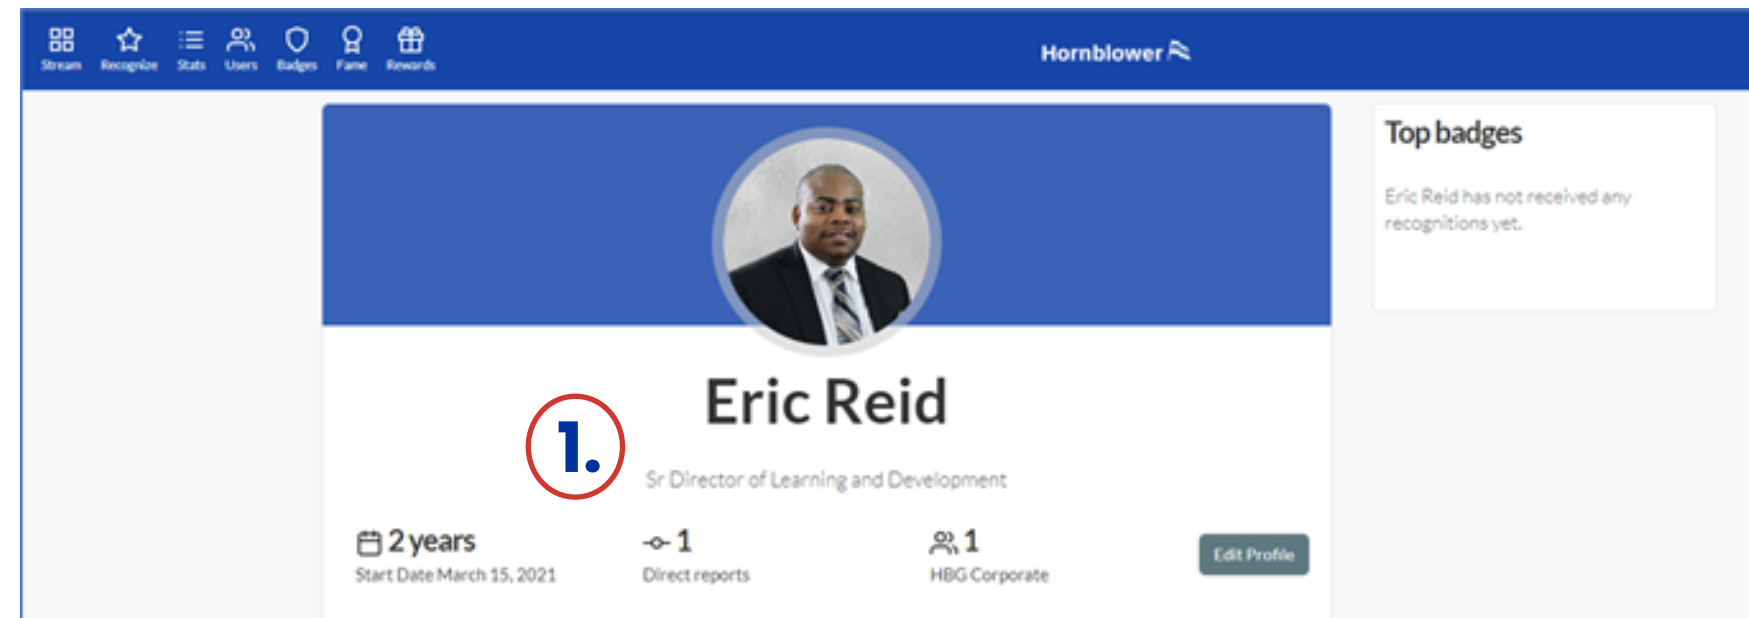 Stream Recognize Stats Users Badges Fame Rewards
Hornblower
Top badges
Eric Reid has not received any
recognitions yet.
Eric Reid
1.
Sr Director of Learning and Development
2 years
Start Date March 15, 2021
1
Direct reports
1
HBG Corporate
Edit Profile